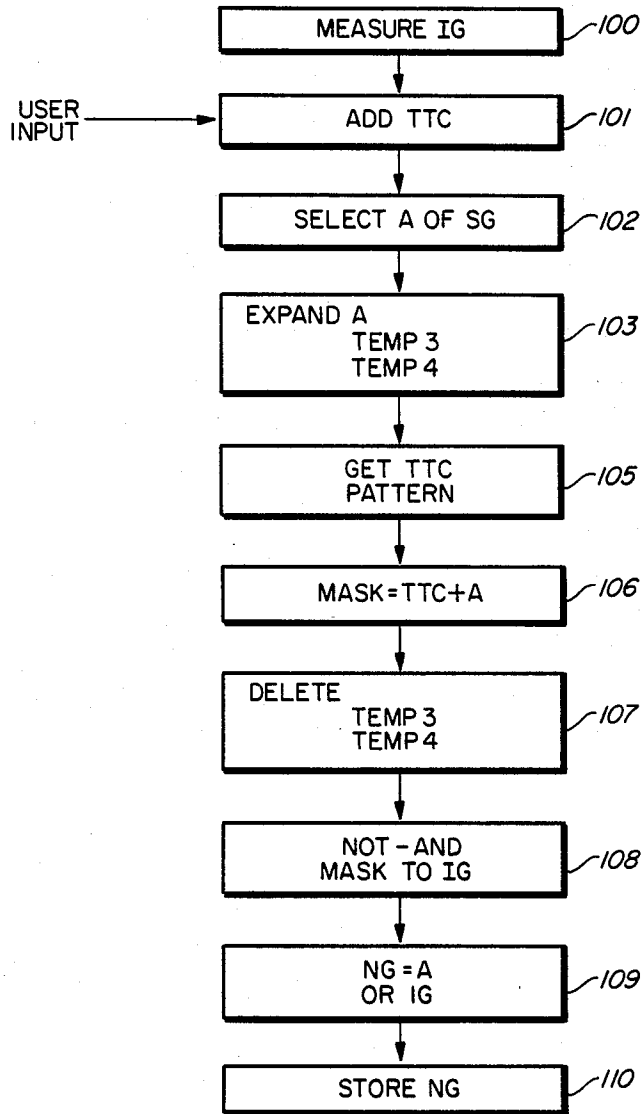 MEASURE IG
100
USER
INPUT
ADD TTC
101
SELECT A OF SG
102
EXPAND A
TEMP 3
TEMP 4
103
GET TTC
PATTERN
105
MASK=TTC+A
106
DELETE
TEMP 3
TEMP 4
107
NOT-AND
MASK TO IG
108
NG=A
OR IG
109
STORE NG
110